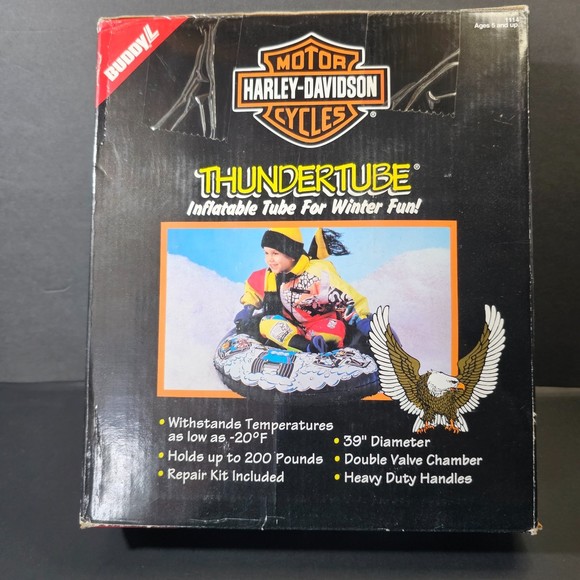 BUDDY L
1114
Ages 5 and up.
MOTOR
HARLEY-DAVIDSON
CYCLES
®
THUNDERTUBE®
Inflatable Tube For Winter Fun!
• Withstands Temperatures
as low as -20°F
• Holds up to 200 Pounds
• Repair Kit Included
• 39" Diameter
• Double Valve Chamber
• Heavy Duty Handles